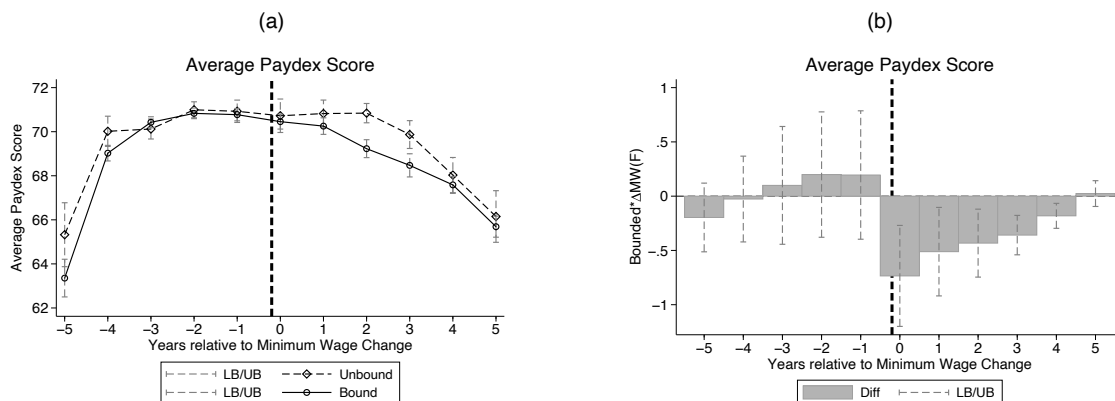 (a)
Average Paydex Score
Average Paydex Score
72
70
68
66
64
62
−5 −4 −3 −2 −1 0 1 2 3 4 5
Years relative to Minimum Wage Change
LB/UB Unbound
LB/UB Bound
(b)
Average Paydex Score
Bounded*ΔMW(F)
1
.5
0
−.5
−1
−5 −4 −3 −2 −1 0 1 2 3 4 5
Years relative to Minimum Wage Change
Diff LB/UB